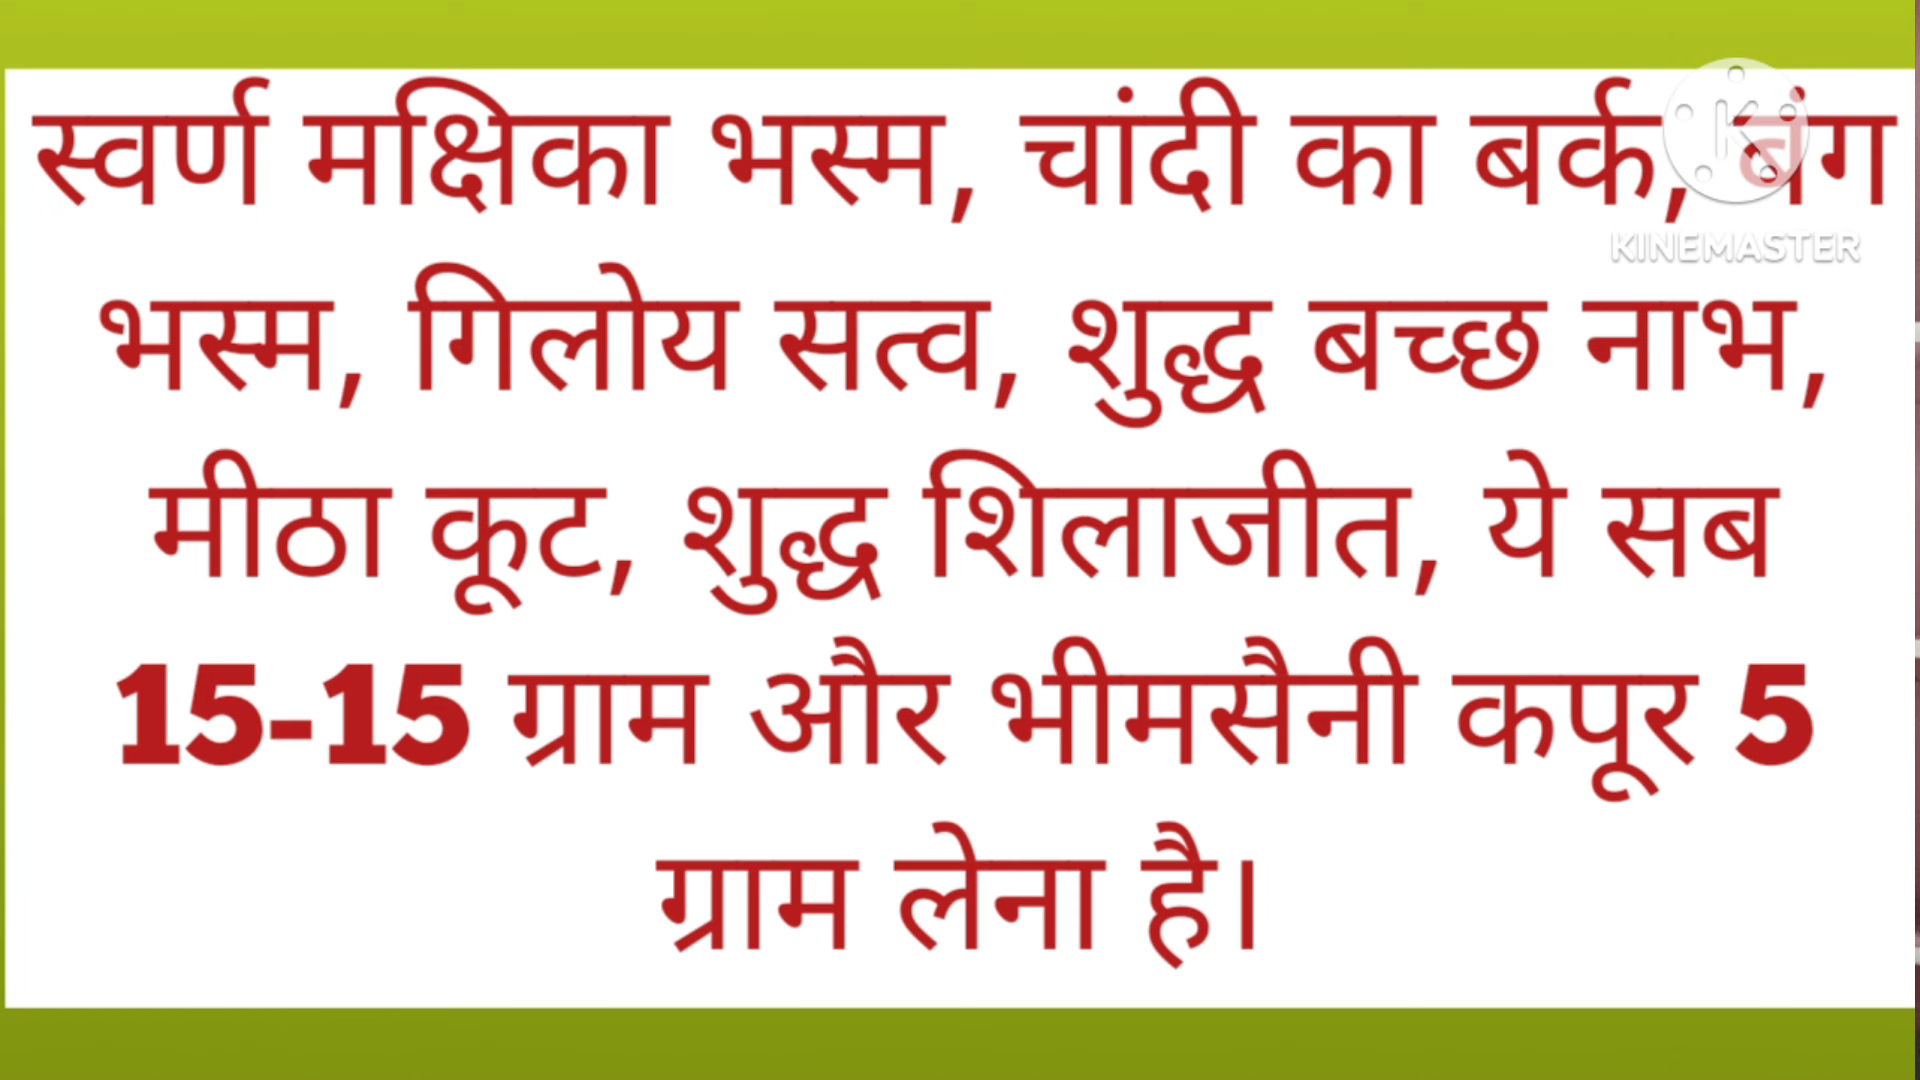 स्वर्ण मक्षिका भस्म, चांदी का बर्क, बंग
KINEMASTER
भस्म, गिलोय सत्व, शुद्ध बच्छ नाभ,
मीठा कूट, शुद्ध शिलाजीत, ये सब
15-15 ग्राम और भीमसैनी कपूर 5
ग्राम लेना है।